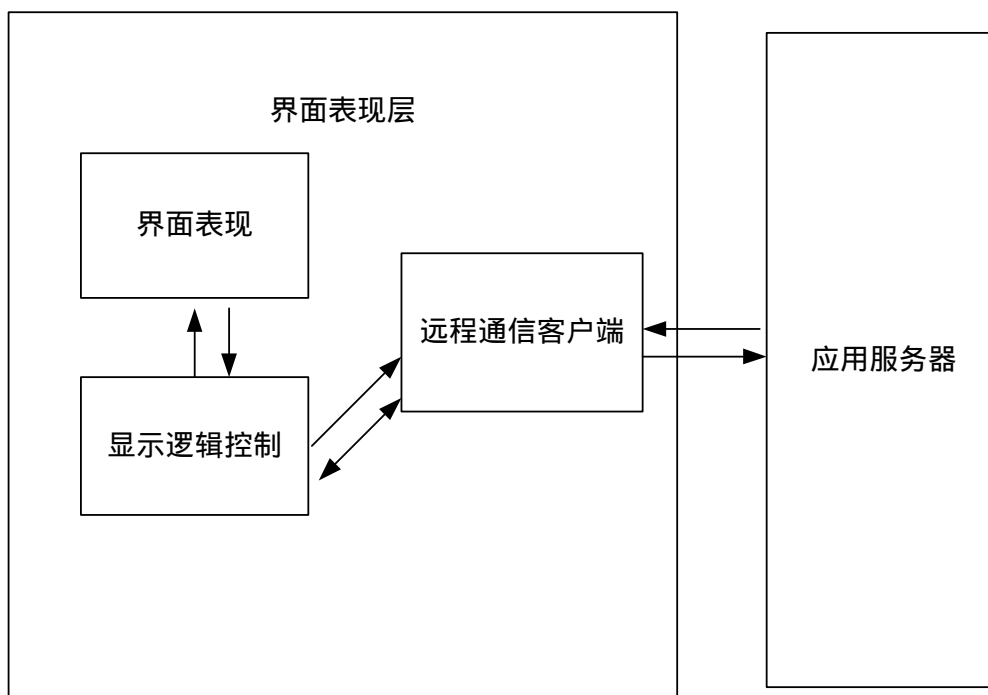 界面表现层
界面表现
远程通信客户端
应用服务器
显示逻辑控制